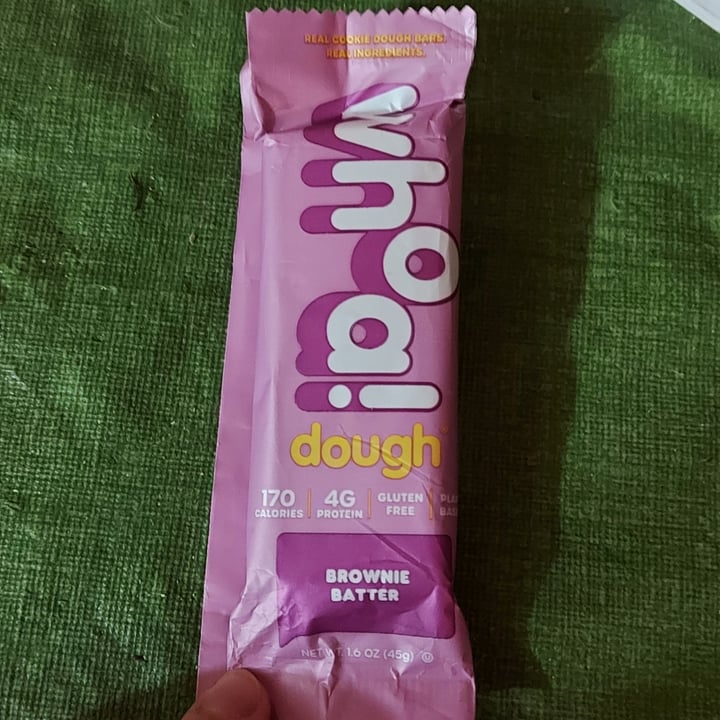 REAL COOKIE DOUGH BARS.
REAL INGREDIENTS.
whoa!
dough
170 CALORIES | 4G PROTEIN | GLUTEN FREE
BROWNIE
BATTER
NET WT. 1.6 OZ (45g) U